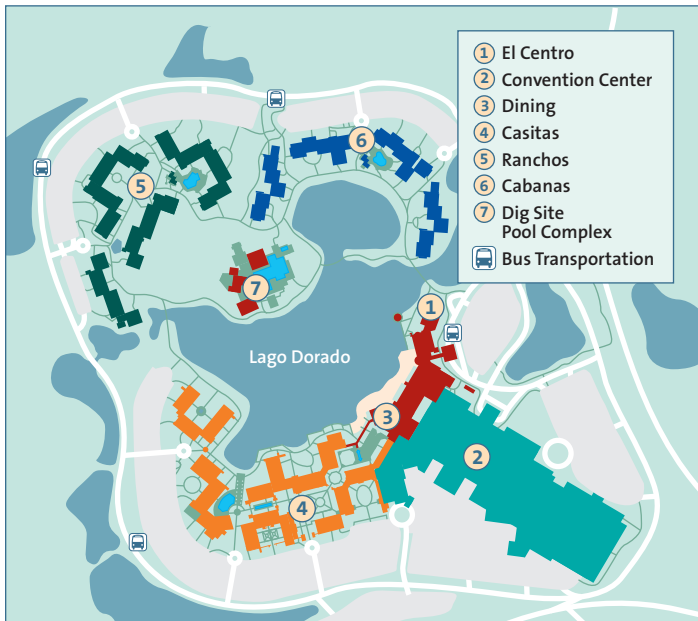 1 El Centro
2 Convention Center
3 Dining
4 Casitas
5 Ranchos
6 Cabanas
7 Dig Site
Pool Complex
Bus Transportation
6
5
7
1
Lago Dorado
3
2
4